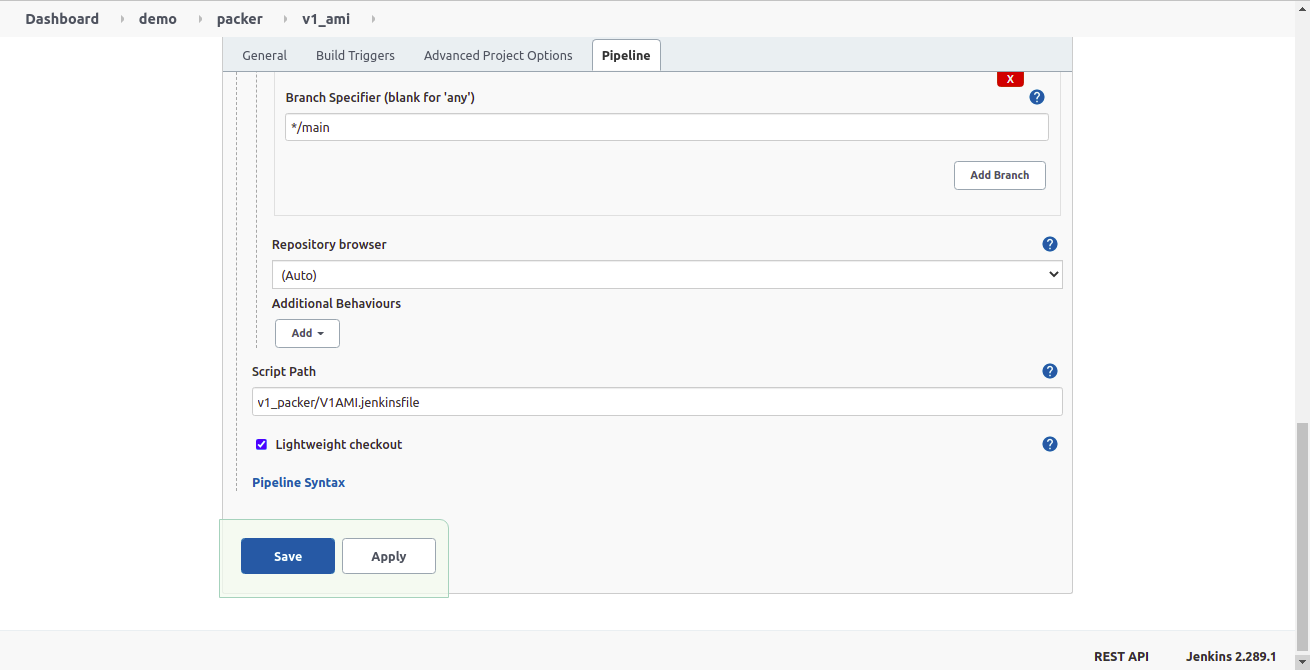 Dashboard demo packer v1_ami
General Build Triggers Advanced Project Options Pipeline
X
Branch Specifier (blank for 'any')
?
*/main
Add Branch
Repository browser
?
(Auto)
Additional Behaviours
Add
Script Path
?
v1_packer/V1AMI.jenkinsfile
Lightweight checkout
?
Pipeline Syntax
Save Apply
REST API Jenkins 2.289.1